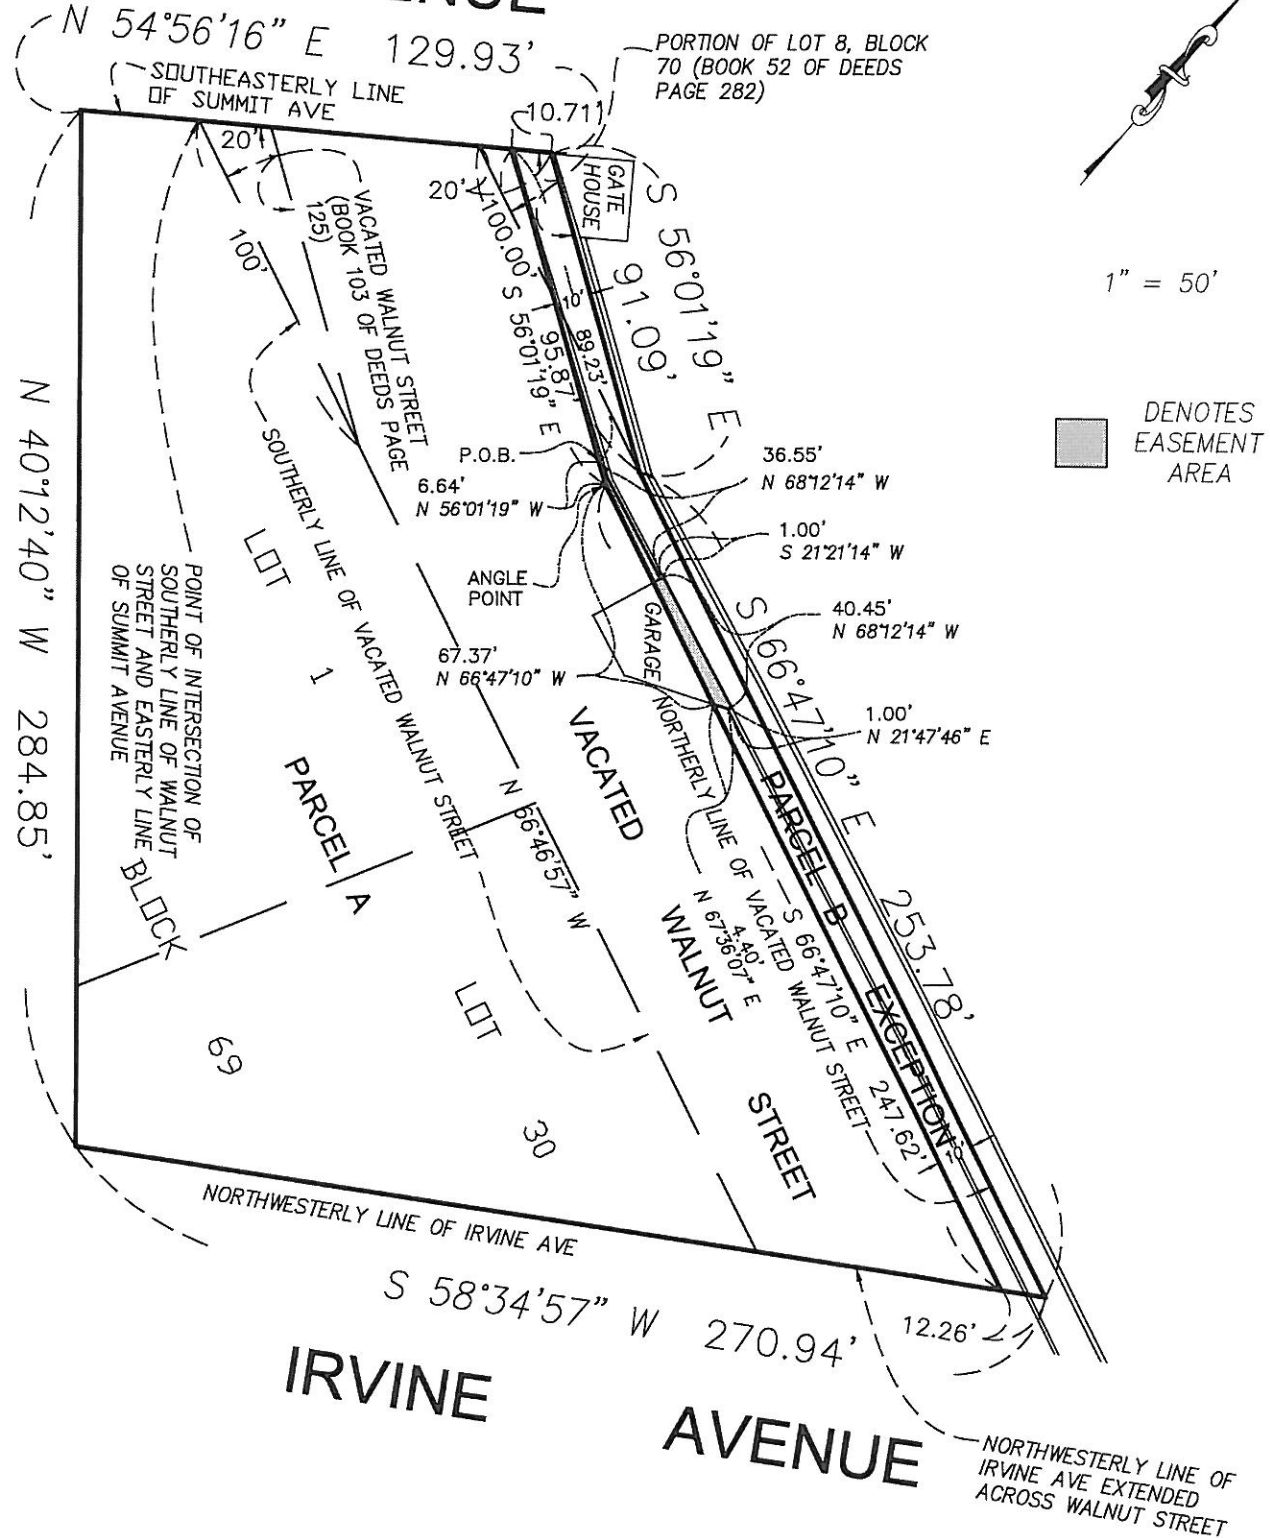 N 54°56'16" E 129.93'
SOUTHEASTERLY LINE
OF SUMMIT AVE
PORTION OF LOT 8, BLOCK
70 (BOOK 52 OF DEEDS
PAGE 282)
10.71'
20'
100'
VACATED WALNUT STREET
(BOOK 103 OF DEEDS PAGE
125)
20'
100.00'
GATE
HOUSE
S 56°01'19" E
91.09'
10'
89.23'
95.87'
S 56°01'19" E
1" = 50'
DENOTES
EASEMENT
AREA
P.O.B.
6.64'
N 56°01'19" W
36.55'
N 68°12'14" W
1.00'
S 21°21'14" W
ANGLE
POINT
40.45'
N 68°12'14" W
67.37'
N 66°47'10" W
1.00'
N 21°47'46" E
GARAGE
S 66°47'10" E 253.78'
N 40°12'40" W 284.85'
POINT OF INTERSECTION OF
SOUTHERLY LINE OF WALNUT
STREET AND EASTERLY LINE
OF SUMMIT AVENUE
LOT
1
SOUTHERLY LINE OF VACATED WALNUT STREET
PARCEL A
BLOCK
69
LOT
30
N 66°46'57" W
VACATED
WALNUT
STREET
NORTHERLY LINE OF VACATED WALNUT STREET
4.40'
N 67°36'07" E
S 66°47'10" E 247.62'
PARCEL B
EXCEPTION
NORTHWESTERLY LINE OF IRVINE AVE
S 58°34'57" W 270.94'
12.26'
IRVINE AVENUE
NORTHWESTERLY LINE OF
IRVINE AVE EXTENDED
ACROSS WALNUT STREET